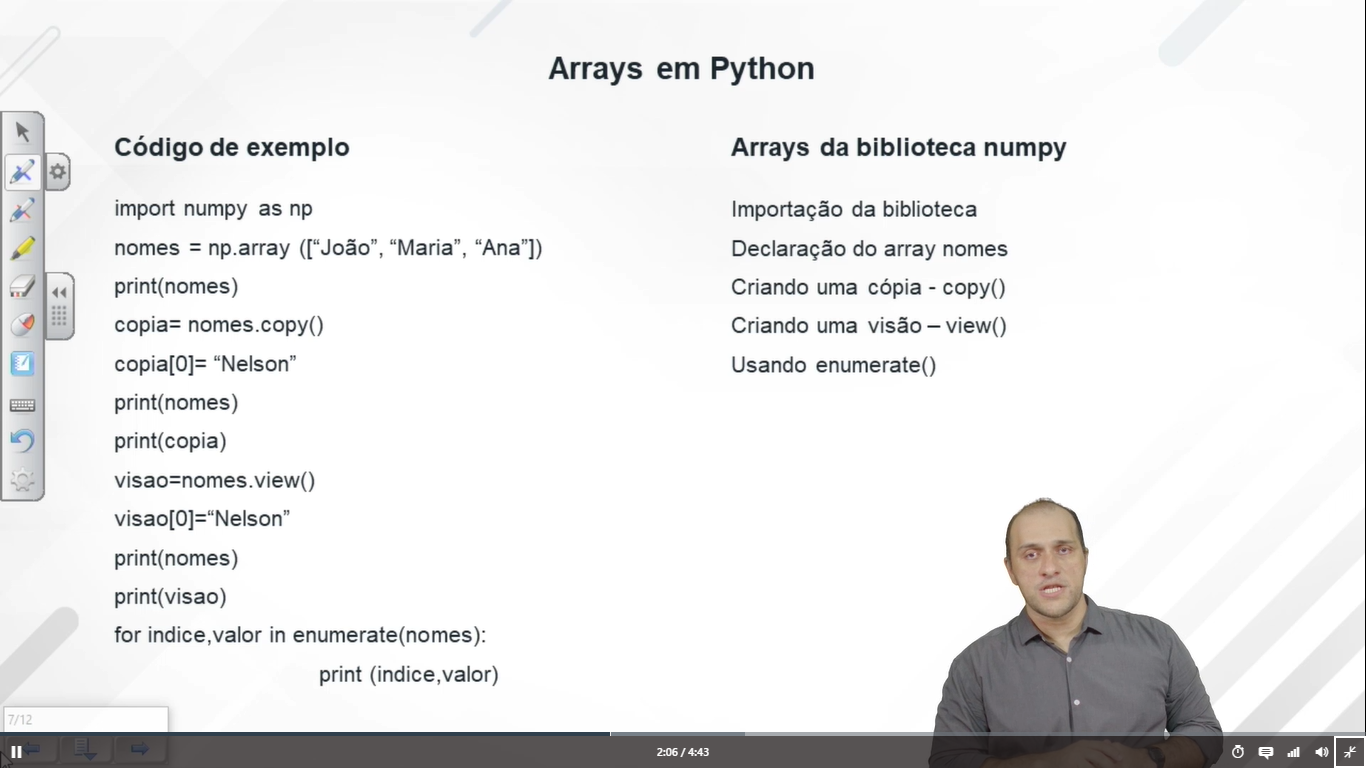 Arrays em Python
Código de exemplo
import numpy as np
nomes = np.array ([“João”, “Maria”, “Ana”])
print(nomes)
copia= nomes.copy()
copia[0]= “Nelson”
print(nomes)
print(copia)
visao=nomes.view()
visao[0]=“Nelson”
print(nomes)
print(visao)
for indice,valor in enumerate(nomes):
print (indice,valor)
Arrays da biblioteca numpy
Importação da biblioteca
Declaração do array nomes
Criando uma cópia - copy()
Criando uma visão – view()
Usando enumerate()
7/12
2:06 / 4:43